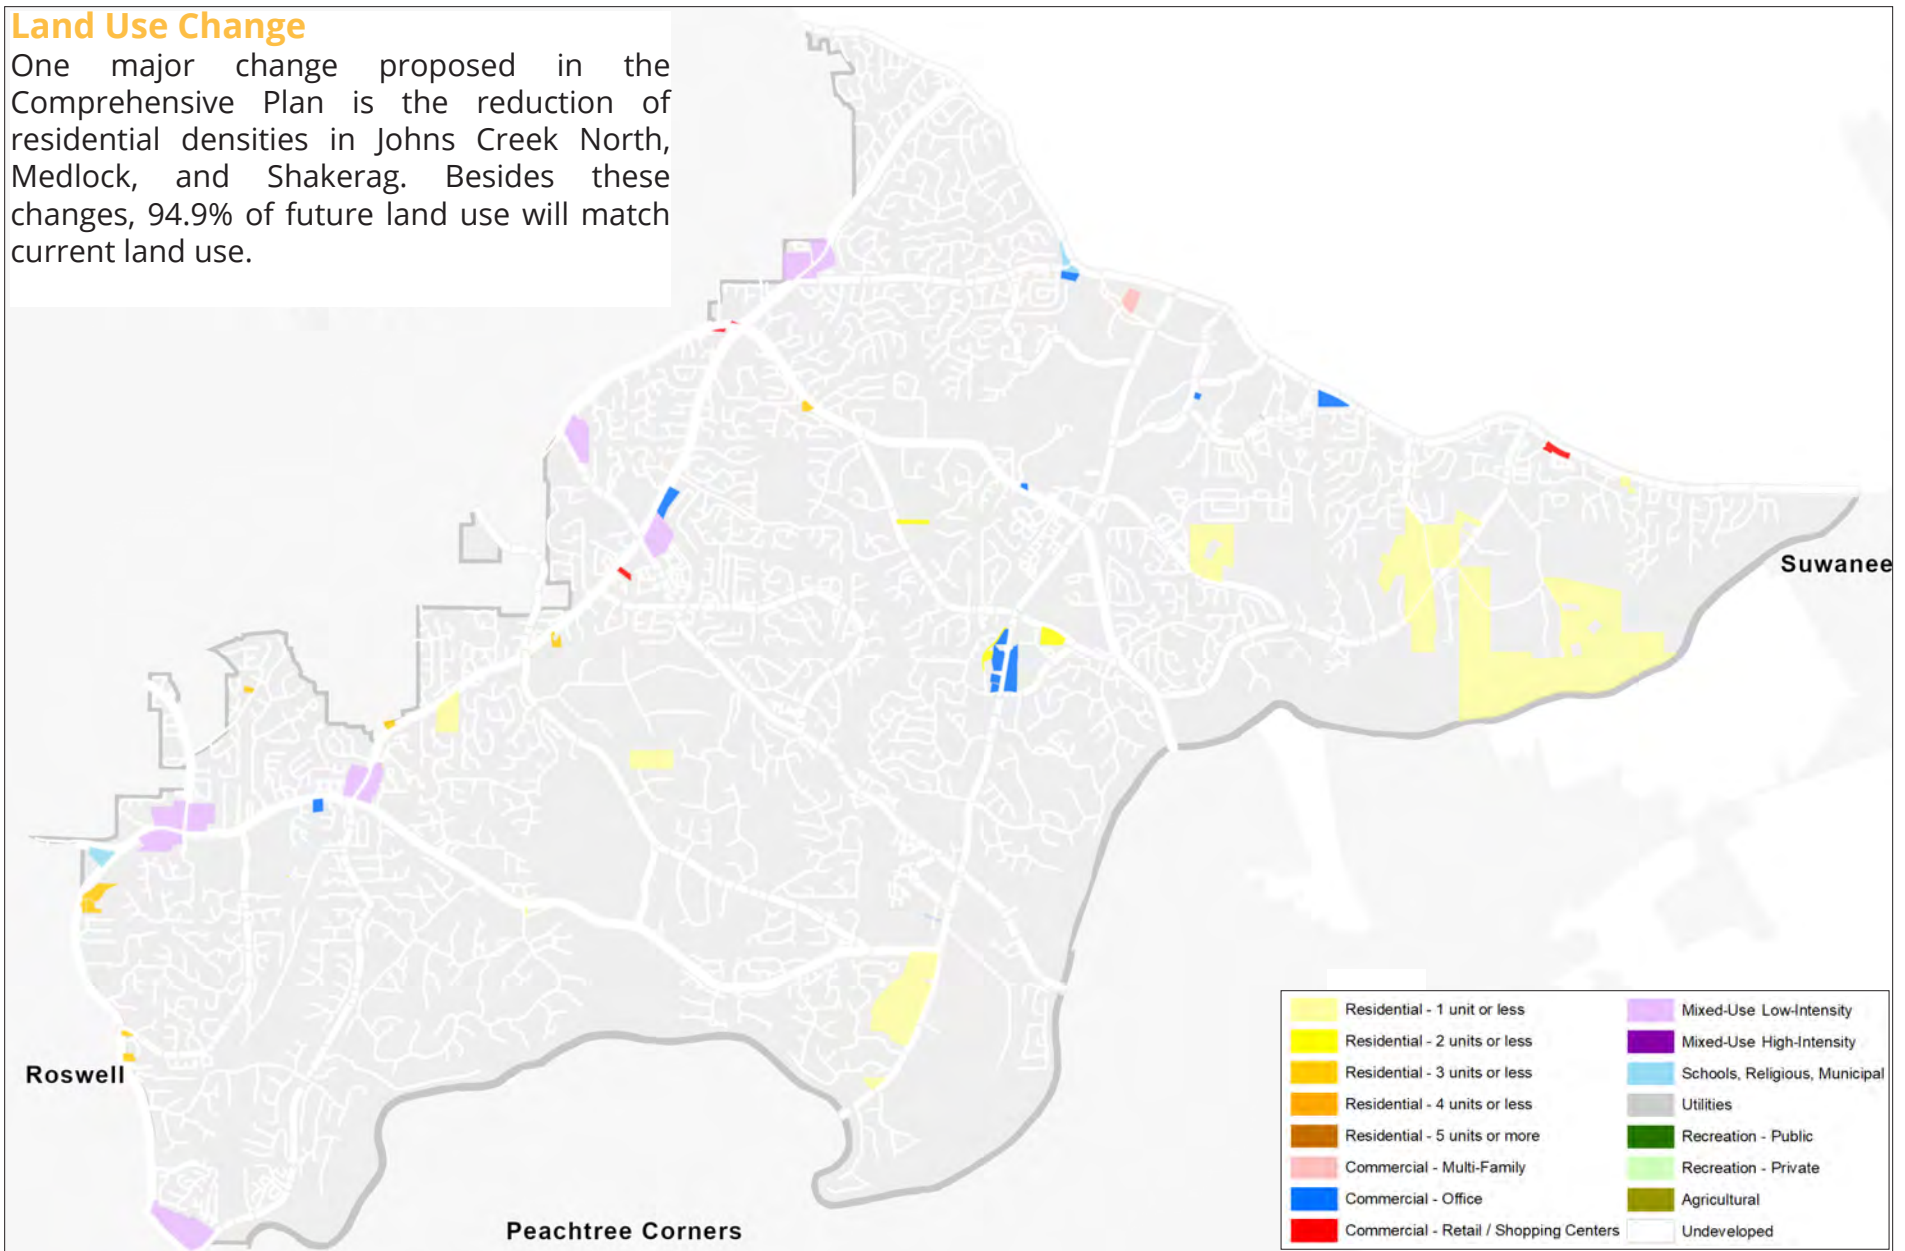 Land Use Change
One major change proposed in the
Comprehensive Plan is the reduction of
residential densities in Johns Creek North,
Medlock, and Shakerag. Besides these
changes, 94.9% of future land use will match
current land use.
Suwanee
Roswell
Peachtree Corners
Residential - 1 unit or less
Residential - 2 units or less
Residential - 3 units or less
Residential - 4 units or less
Residential - 5 units or more
Commercial - Multi-Family
Commercial - Office
Commercial - Retail / Shopping Centers
Mixed-Use Low-Intensity
Mixed-Use High-Intensity
Schools, Religious, Municipal
Utilities
Recreation - Public
Recreation - Private
Agricultural
Undeveloped